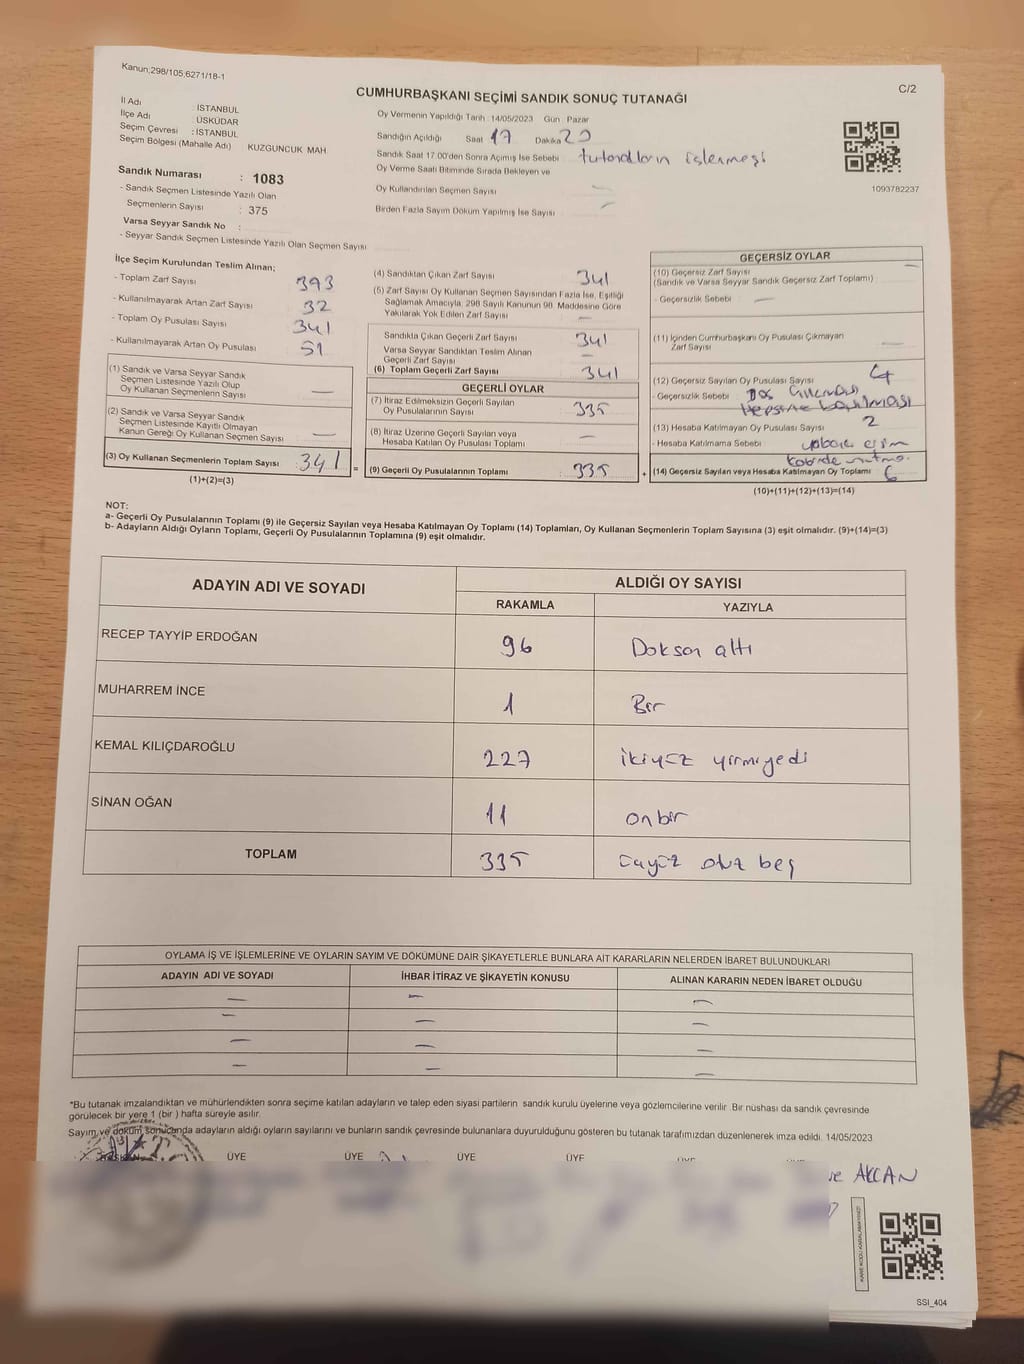 Kanun;298/105,6271/18-1
C/2
CUMHURBAŞKANI SEÇİMİ SANDIK SONUÇ TUTANAĞI
İl Adı : İSTANBUL
İlçe Adı : ÜSKÜDAR
Seçim Çevresi : İSTANBUL
Seçim Bölgesi (Mahalle Adı) KUZGUNCUK MAH.
Sandık Numarası : 1083
- Sandık Seçmen Listesinde Yazılı Olan
Seçmenlerin Sayısı : 375
Varsa Seyyar Sandık No :
- Seyyar Sandık Seçmen Listesinde Yazılı Olan Seçmen Sayısı
Oy Vermenin Yapıldığı Tarih : 14/05/2023 Gün : Pazar
Sandığın Açıldığı Saat 17 Dakika
Sandık Saat 17.00'den Sonra Açımış İse Sebebi
Oy Verme Saati Bitiminde Sırada Bekleyen ve
Oy Kullandırılan Seçmen Sayısı —
Birden Fazla Sayım Döküm Yapılmış İse Sayısı —
1093782237
İlçe Seçim Kurulundan Teslim Alınan;
- Toplam Zarf Sayısı 393
- Kullanılmayarak Artan Zarf Sayısı 32
- Toplam Oy Pusulası Sayısı 341
- Kullanılmayarak Artan Oy Pusulası 51
(1) Sandık ve Varsa Seyyar Sandık
Seçmen Listesinde Yazılı Olup
Oy Kullanan Seçmenlerin Sayısı —
(2) Sandık ve Varsa Seyyar Sandık
Seçmen Listesinde Kayıtlı Olmayan
Kanun Gereği Oy Kullanan Seçmen Sayısı —
(3) Oy Kullanan Seçmenlerin Toplam Sayısı 341 =
(1)+(2)=(3)
(4) Sandıktan Çıkan Zarf Sayısı 341
(5) Zarf Sayısı Oy Kullanan Seçmen Sayısından Fazla İse, Eşitliği
Sağlamak Amacıyla, 298 Sayılı Kanunun 98. Maddesine Göre
Yakılarak Yok Edilen Zarf Sayısı —
Sandıkta Çıkan Geçerli Zarf Sayısı 341
Varsa Seyyar Sandıktan Teslim Alınan
Geçerli Zarf Sayısı —
(6) Toplam Geçerli Zarf Sayısı 341
GEÇERLİ OYLAR
(7) İtiraz Edilmeksizin Geçerli Sayılan
Oy Pusulalarının Sayısı 335
(8) İtiraz Üzerine Geçerli Sayılan veya
Hesaba Katılan Oy Pusulası Toplamı —
(9) Geçerli Oy Pusulalarının Toplamı 335 +
GEÇERSİZ OYLAR
(10) Geçersiz Zarf Sayısı —
(Sandık ve Varsa Seyyar Sandık Geçersiz Zarf Toplamı)
- Geçersizlik Sebebi —
(11) İçinden Cumhurbaşkanı Oy Pusulası Çıkmayan
Zarf Sayısı —
(12) Geçersiz Sayılan Oy Pusulası Sayısı 4
- Geçersizlik Sebebi Boş Çıkması
Hepsine basılması
(13) Hesaba Katılmayan Oy Pusulası Sayısı 2
- Hesaba Katılmama Sebebi
(14) Geçersiz Sayılan veya Hesaba Katılmayan Oy Toplamı 6
(10)+(11)+(12)+(13)=(14)
NOT:
a- Geçerli Oy Pusulalarının Toplamı (9) ile Geçersiz Sayılan veya Hesaba Katılmayan Oy Toplamı (14) Toplamları, Oy Kullanan Seçmenlerin Toplam Sayısına (3) eşit olmalıdır. (9)+(14)=(3)
b- Adayların Aldığı Oyların Toplamı, Geçerli Oy Pusulalarının Toplamına (9) eşit olmalıdır.
ADAYIN ADI VE SOYADI ALDIĞI OY SAYISI
RAKAMLA YAZIYLA
RECEP TAYYİP ERDOĞAN 96 Doksan altı
MUHARREM İNCE 1 Bir
KEMAL KILIÇDAROĞLU 227 ikiyüz yirmiyedi
SİNAN OĞAN 11 onbir
TOPLAM 335 üçyüz otuz beş
OYLAMA İŞ VE İŞLEMLERİNE VE OYLARIN SAYIM VE DÖKÜMÜNE DAİR ŞİKAYETLERLE BUNLARA AİT KARARLARIN NELERDEN İBARET BULUNDUKLARI
ADAYIN ADI VE SOYADI İHBAR İTİRAZ VE ŞİKAYETİN KONUSU ALINAN KARARIN NEDEN İBARET OLDUĞU
— — —
— — —
— — —
— — —
*Bu tutanak imzalandıktan ve mühürlendikten sonra seçime katılan adayların ve talep eden siyasi partilerin sandık kurulu üyelerine veya gözlemcilerine verilir. Bir nüshası da sandık çevresinde
görülecek bir yere 1 (bir ) hafta süreyle asılır.
Sayım ve döküm sonucunda adayların aldığı oyların sayılarını ve bunların sandık çevresinde bulunanlara duyurulduğunu gösteren bu tutanak tarafımızdan düzenlenerek imza edildi. 14/05/2023
BAŞKAN ÜYE ÜYE ÜYE ÜYE
AKCAN
SSI_404